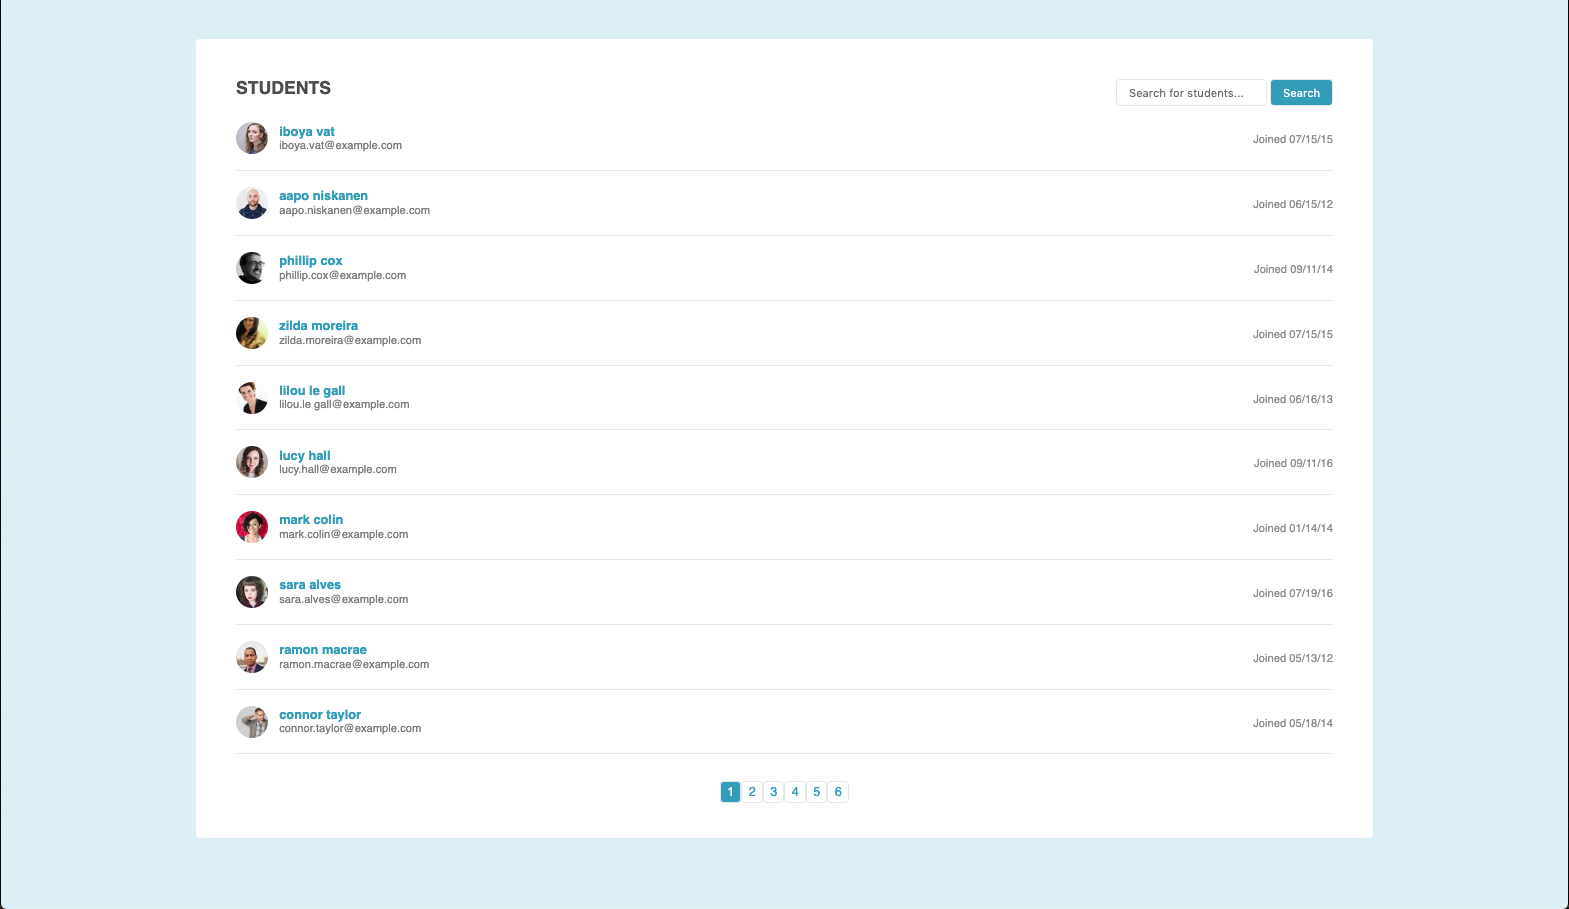 STUDENTS
Search for students...
Search
iboya vat
iboya.vat@example.com
Joined 07/15/15
aapo niskanen
aapo.niskanen@example.com
Joined 06/15/12
phillip cox
phillip.cox@example.com
Joined 09/11/14
zilda moreira
zilda.moreira@example.com
Joined 07/15/15
lilou le gall
lilou.le gall@example.com
Joined 06/16/13
lucy hall
lucy.hall@example.com
Joined 09/11/16
mark colin
mark.colin@example.com
Joined 01/14/14
sara alves
sara.alves@example.com
Joined 07/19/16
ramon macrae
ramon.macrae@example.com
Joined 05/13/12
connor taylor
connor.taylor@example.com
Joined 05/18/14
1 2 3 4 5 6